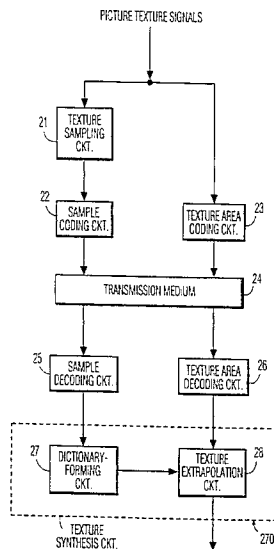 PICTURE TEXTURE SIGNALS
21
TEXTURE
SAMPLING
CKT.
22
SAMPLE
CODING CKT.
23
TEXTURE AREA
CODING CKT.
24
TRANSMISSION MEDIUM
25
SAMPLE
DECODING CKT.
26
TEXTURE AREA
DECODING CKT.
27
DICTIONARY-
FORMING
CKT.
28
TEXTURE
EXTRAPOLATION
CKT.
TEXTURE
SYNTHESIS CKT.